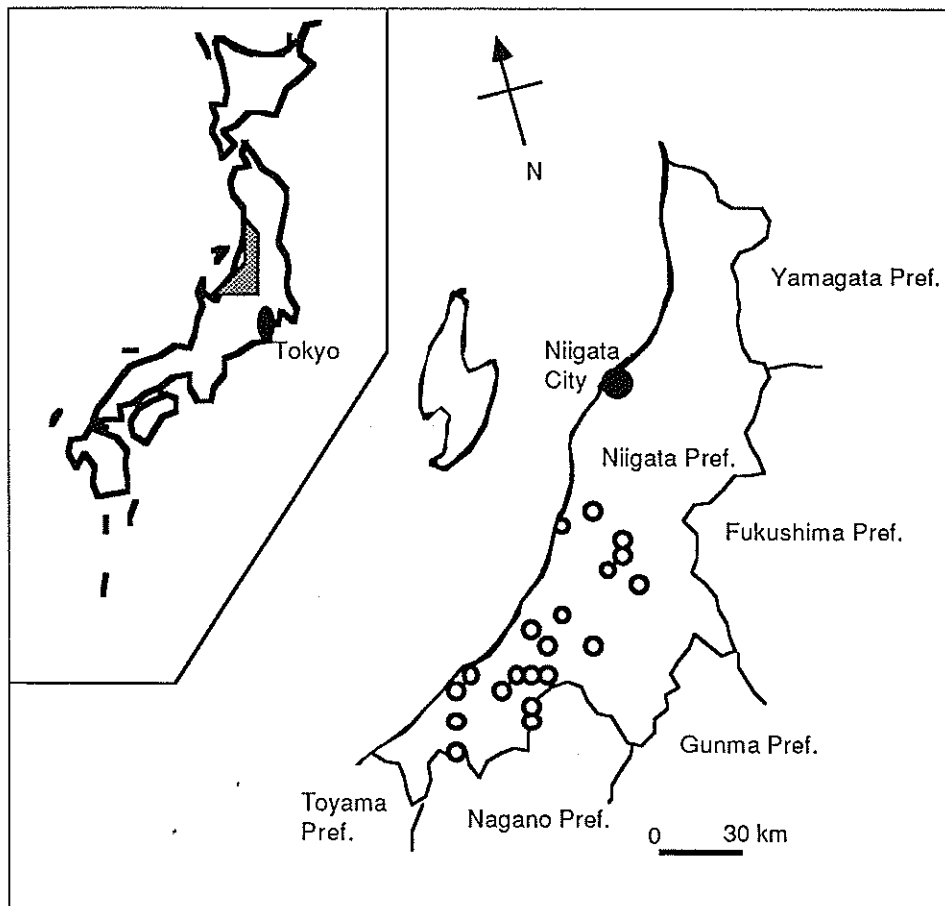 N
Tokyo
Yamagata Pref.
Niigata
City
Niigata Pref.
Fukushima Pref.
Gunma Pref.
Toyama
Pref.
Nagano Pref.
0 30 km